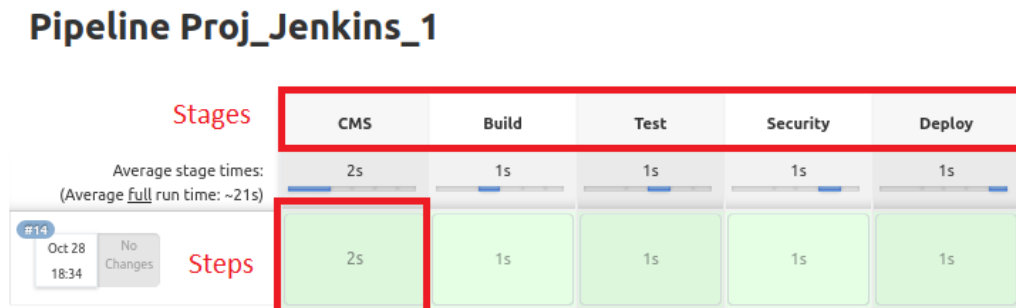 Pipeline Proj_Jenkins_1
Stages
CMS Build Test Security Deploy
Average stage times: 2s 1s 1s 1s 1s
(Average full run time: ~21s)
#14
Oct 28
18:34
No
Changes
Steps
2s 1s 1s 1s 1s